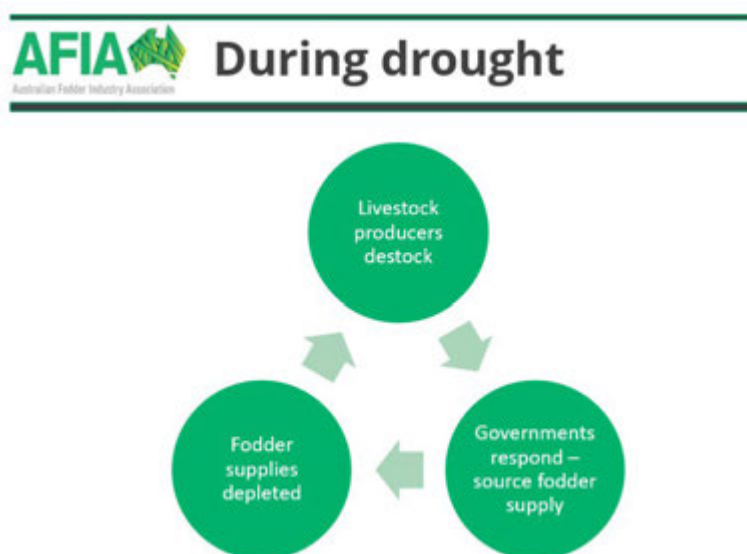 AFIA
Australian Fodder Industry Association
During drought
Livestock
producers
destock
Governments
respond –
source fodder
supply
Fodder
supplies
depleted